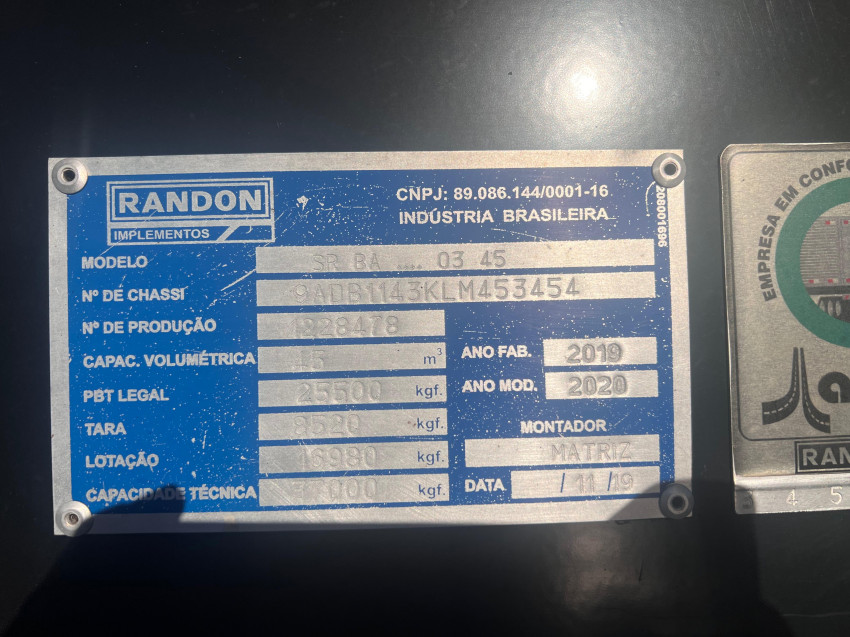 RANDON
IMPLEMENTOS
CNPJ: 89.086.144/0001-16
INDÚSTRIA BRASILEIRA
2080001696
MODELO SR BA .... 03 45
Nº DE CHASSI 9ADB1143KLM453454
Nº DE PRODUÇÃO 1228478
CAPAC. VOLUMÉTRICA m³
ANO FAB. 2019
PBT LEGAL 25500 kgf.
ANO MOD. 2020
TARA 8520 kgf.
MONTADOR
LOTAÇÃO 16980 kgf.
MATRIZ
CAPACIDADE TÉCNICA kgf.
DATA /11/19
EMPRESA EM
RAN
4 5